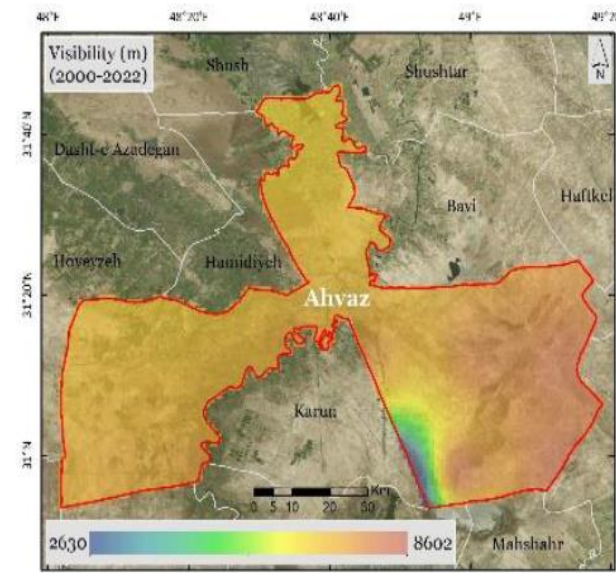 48°E
48°20'E
48°40'E
49°E
Visibility (m)
(2000-2022)
N
Shush
Shushtar
31°40'N
Dasht-e Azadegan
Haftkel
Bavi
Hoveyzeh
Hamidiyeh
31°20'N
Ahvaz
Karun
31°N
0 5 10 20 30
Km
2630
8602
Mahshahr